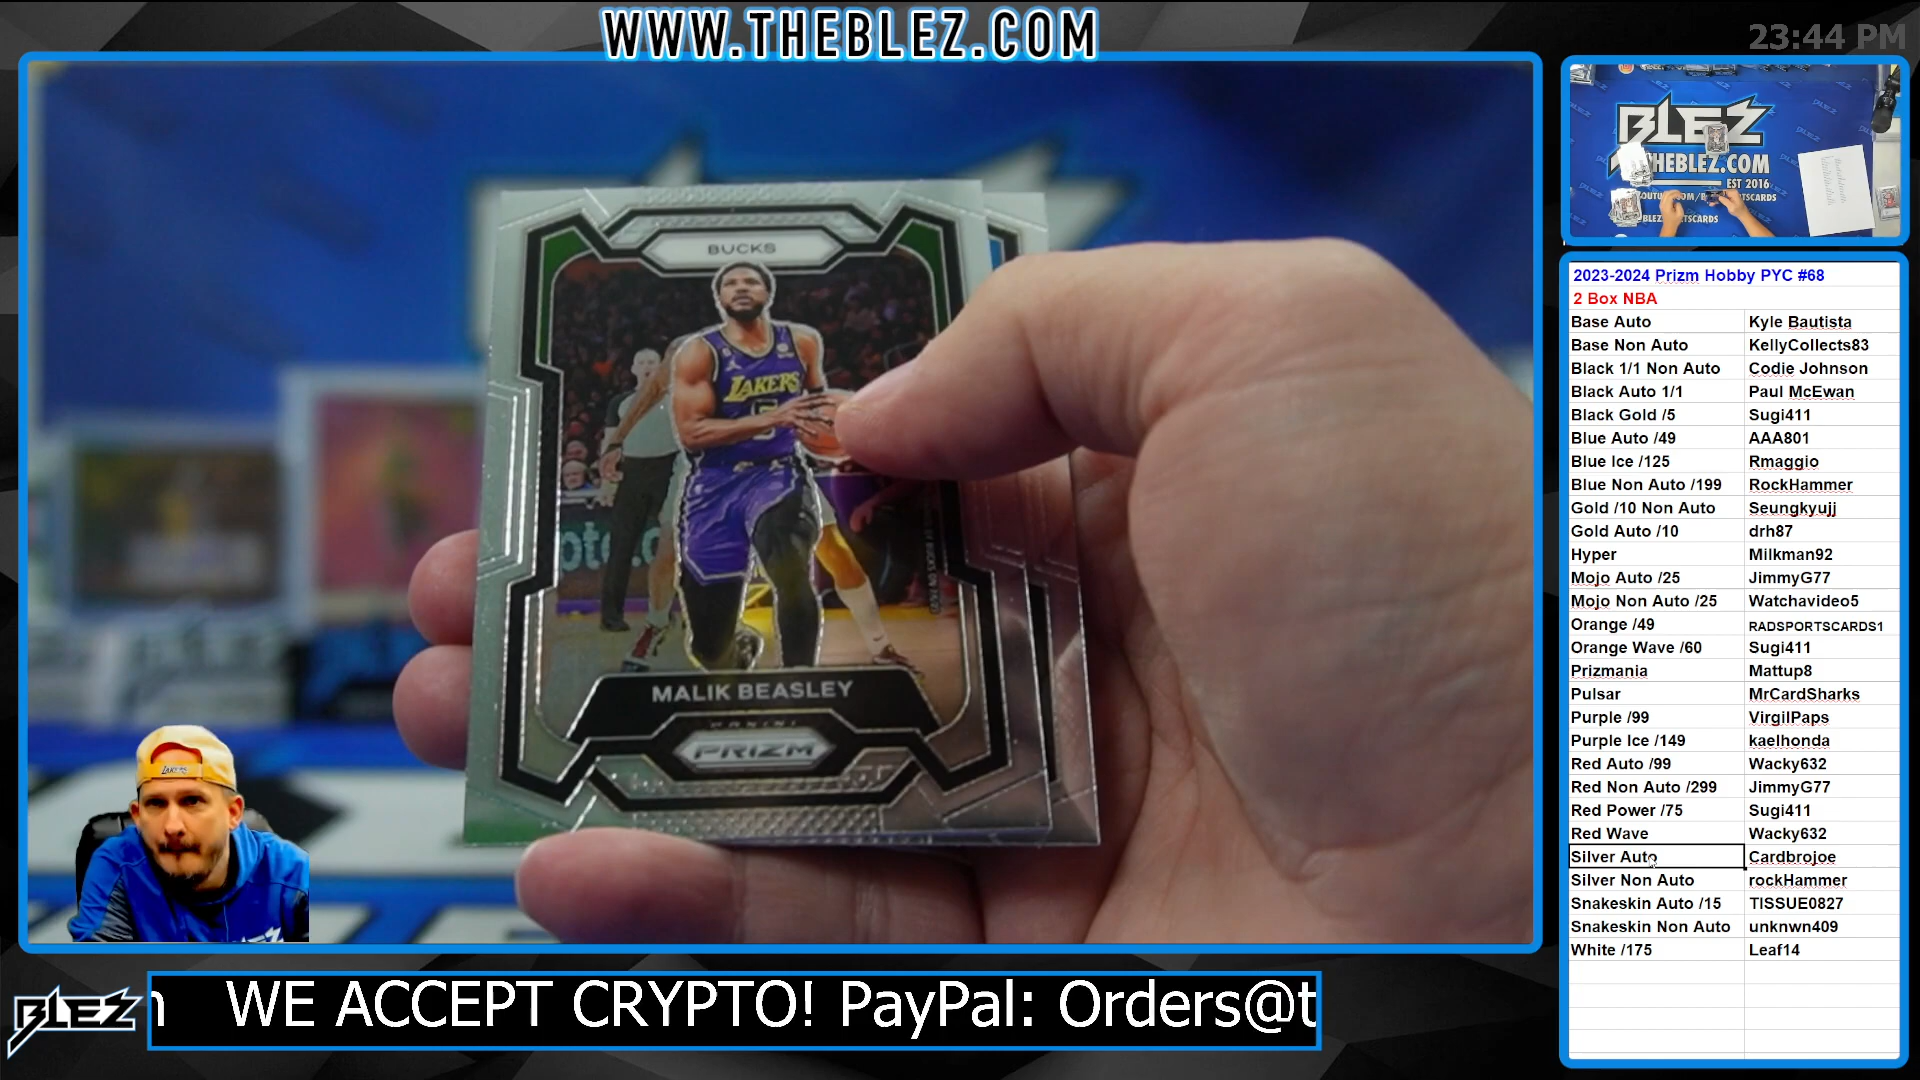 WWW.THEBLEZ.COM
23:44 PM
BUCKS
LAKERS
5
MALIK BEASLEY
PANINI
PRIZM
LAKERS
BLEZ
THEBLEZ.COM
EST 2016
2023-2024 Prizm Hobby PYC #68
2 Box NBA
Base Auto Kyle Bautista
Base Non Auto KellyCollects83
Black 1/1 Non Auto Codie Johnson
Black Auto 1/1 Paul McEwan
Black Gold /5 Sugi411
Blue Auto /49 AAA801
Blue Ice /125 Rmaggio
Blue Non Auto /199 RockHammer
Gold /10 Non Auto Seungkyujj
Gold Auto /10 drh87
Hyper Milkman92
Mojo Auto /25 JimmyG77
Mojo Non Auto /25 Watchavideo5
Orange /49 RADSPORTSCARDS1
Orange Wave /60 Sugi411
Prizmania Mattup8
Pulsar MrCardSharks
Purple /99 VirgilPaps
Purple Ice /149 kaelhonda
Red Auto /99 Wacky632
Red Non Auto /299 JimmyG77
Red Power /75 Sugi411
Red Wave Wacky632
Silver Auto Cardbrojoe
Silver Non Auto rockHammer
Snakeskin Auto /15 TISSUE0827
Snakeskin Non Auto unknwn409
White /175 Leaf14
BLEZ
WE ACCEPT CRYPTO! PayPal: Orders@t